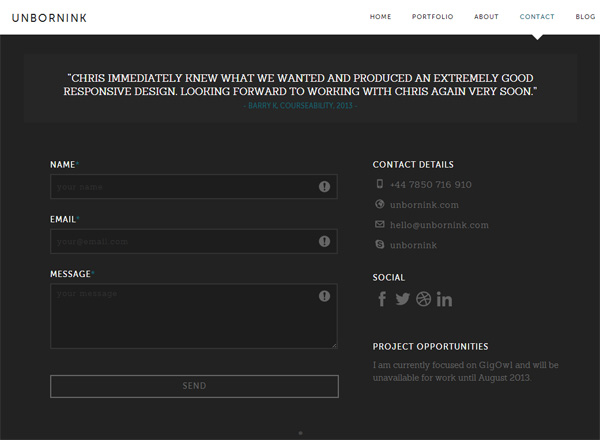 UNBORNINK
HOME PORTFOLIO ABOUT CONTACT BLOG
"CHRIS IMMEDIATELY KNEW WHAT WE WANTED AND PRODUCED AN EXTREMELY GOOD
RESPONSIVE DESIGN. LOOKING FORWARD TO WORKING WITH CHRIS AGAIN VERY SOON."
- BARRY K, COURSEABILITY. 2013 -
NAME*
your name
EMAIL*
your@email.com
MESSAGE*
your message
SEND
CONTACT DETAILS
+44 7850 716 910
unbornink.com
hello@unbornink.com
unbornink
SOCIAL
PROJECT OPPORTUNITIES
I am currently focused on GigOwl and will be
unavailable for work until August 2013.